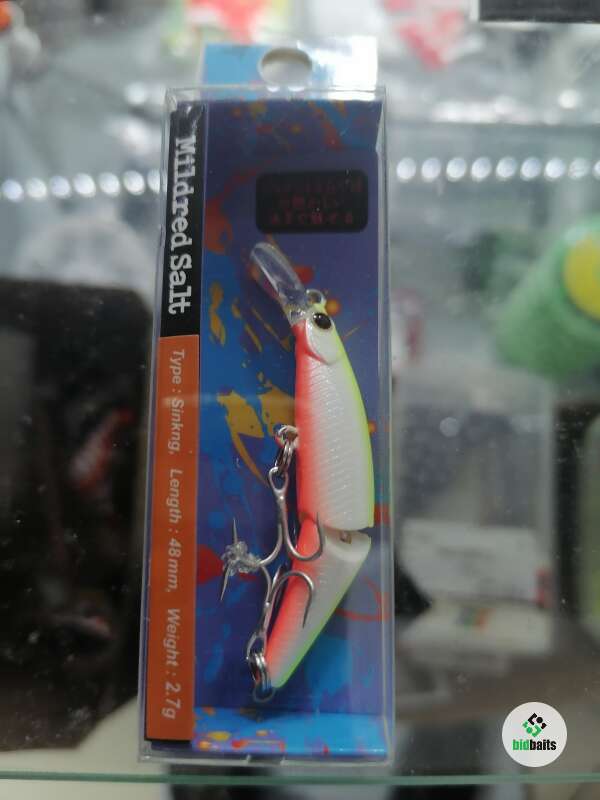 Mildred Salt
Type : Sinkng, Length : 48mm, Weight : 2.7g
bidbaits